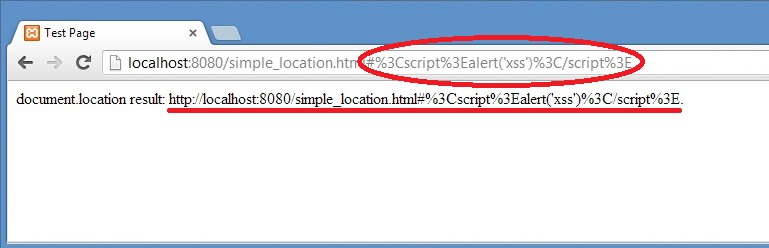 Test Page
localhost:8080/simple_location.html#%3Cscript%3Ealert('xss')%3C/script%3E
document.location result: http://localhost:8080/simple_location.html#%3Cscript%3Ealert('xss')%3C/script%3E.